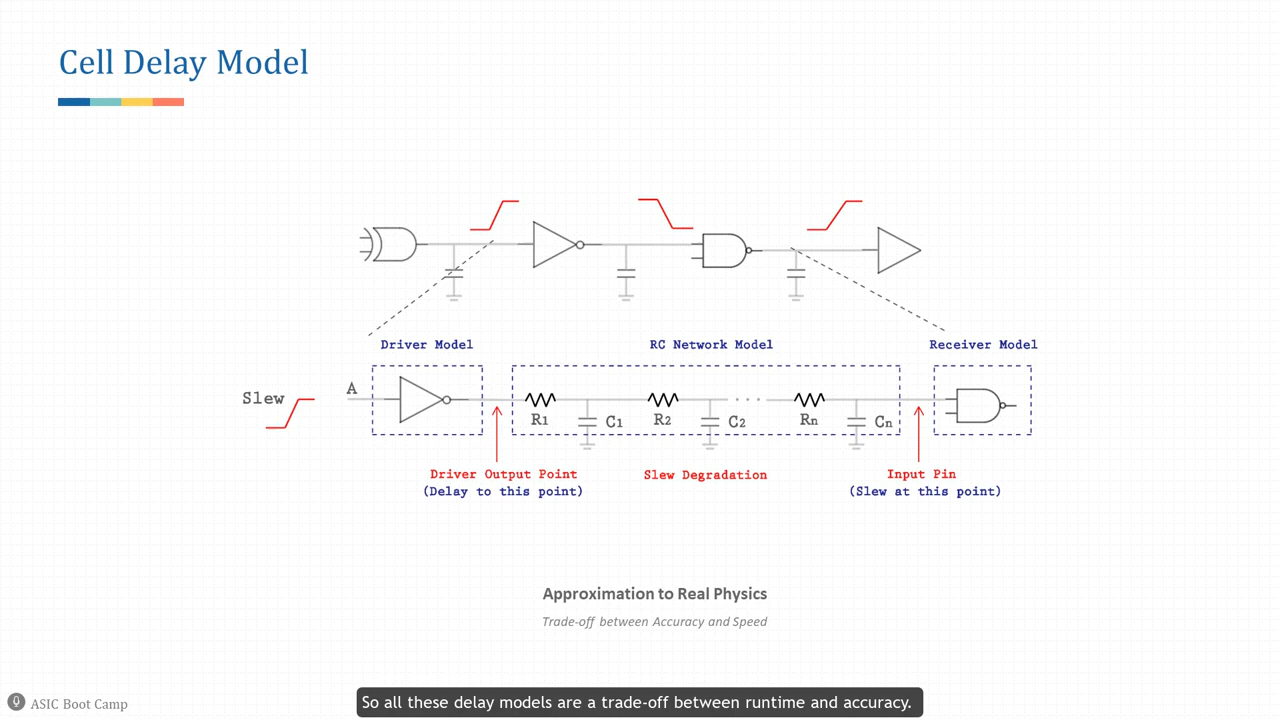 Cell Delay Model
Driver Model
RC Network Model
Receiver Model
Slew
A
R1
C1
R2
C2
Rn
Cn
Driver Output Point
(Delay to this point)
Slew Degradation
Input Pin
(Slew at this point)
Approximation to Real Physics
Trade-off between Accuracy and Speed
ASIC Boot Camp
So all these delay models are a trade-off between runtime and accuracy.